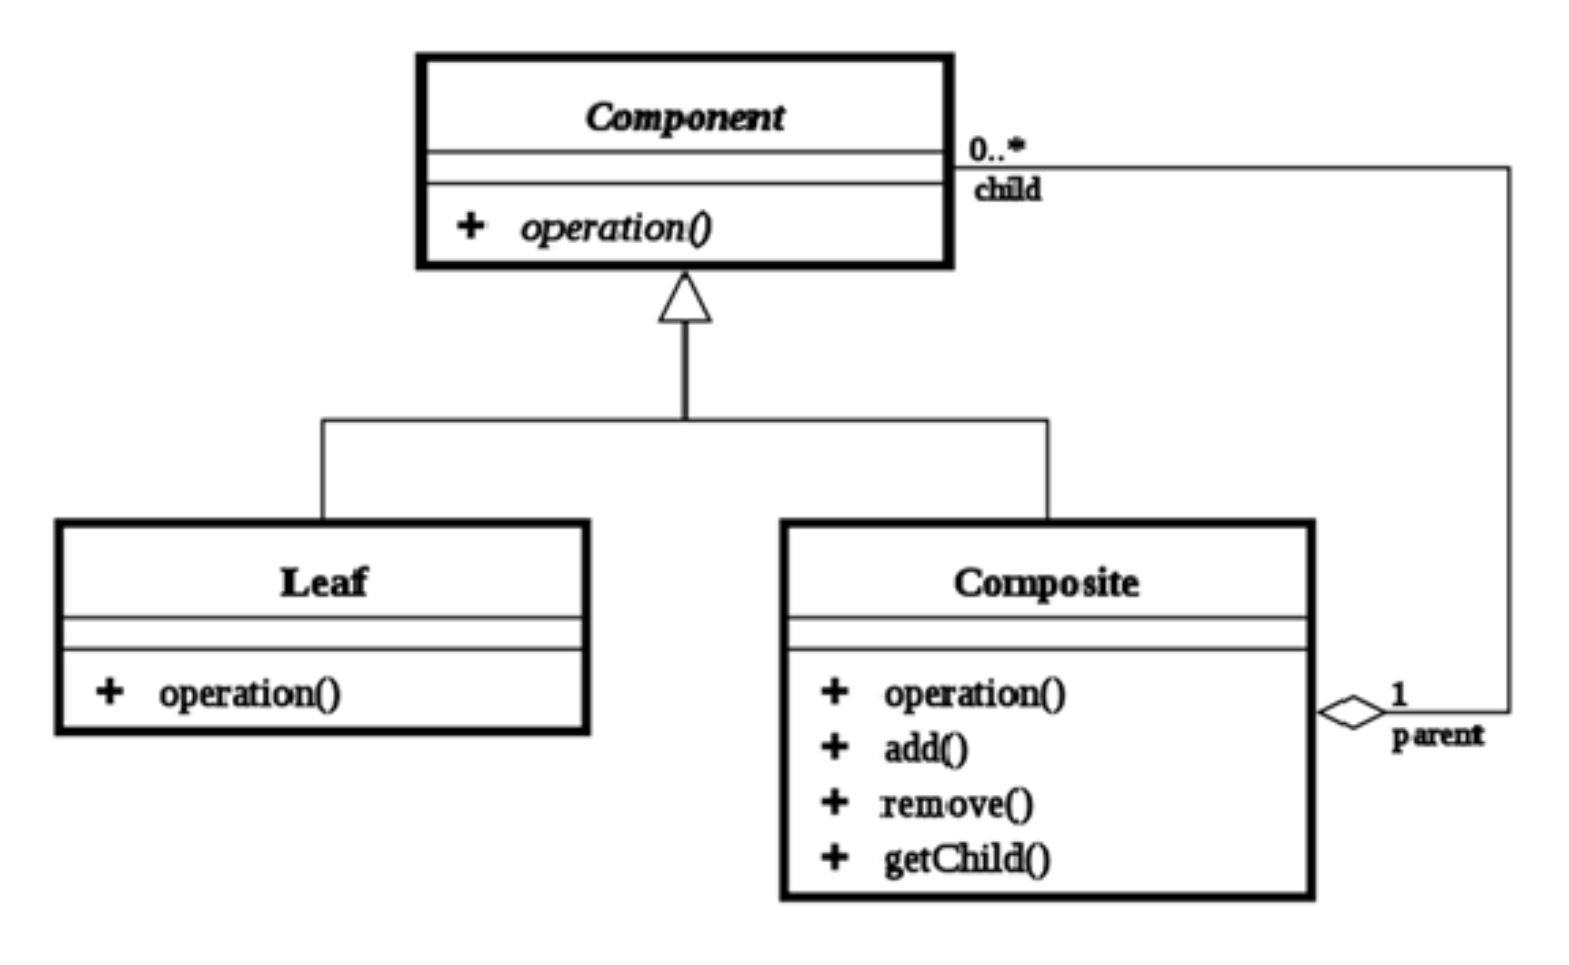 Component
0..*
child
+ operation()
Leaf
+ operation()
Composite
+ operation()
+ add()
+ remove()
+ getChild()
1
parent